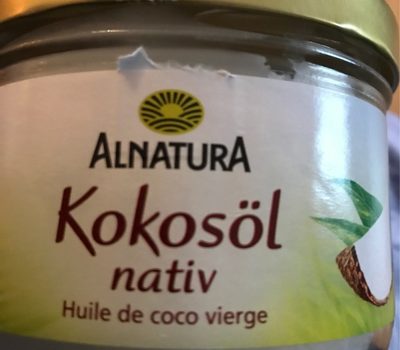 ALNATURA
Kokosöl
nativ
Huile de coco vierge